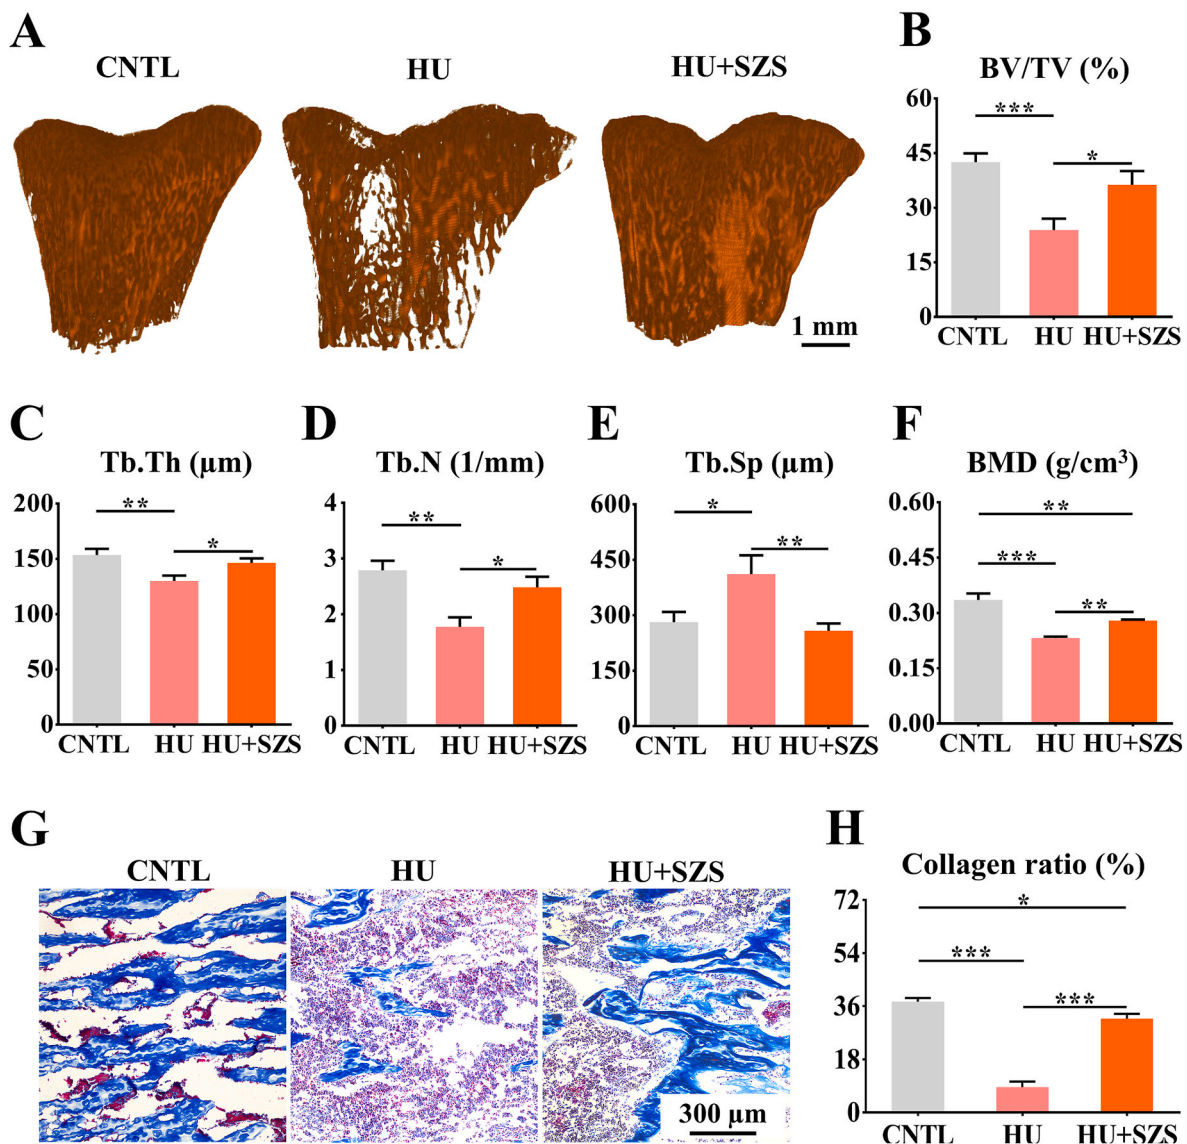 A
CNTL
HU
HU+SZS
1 mm
B
BV/TV (%)
60
45
30
15
0
***
*
CNTL HU HU+SZS
C
Tb.Th (μm)
200
150
100
50
0
**
*
CNTL HU HU+SZS
D
Tb.N (1/mm)
4
3
2
1
0
**
*
CNTL HU HU+SZS
E
Tb.Sp (μm)
600
450
300
150
0
*
**
CNTL HU HU+SZS
F
BMD (g/cm³)
0.60
0.45
0.30
0.15
0.00
**
***
**
CNTL HU HU+SZS
G
CNTL
HU
HU+SZS
300 μm
H
Collagen ratio (%)
72
54
36
18
0
*
***
***
CNTL HU HU+SZS